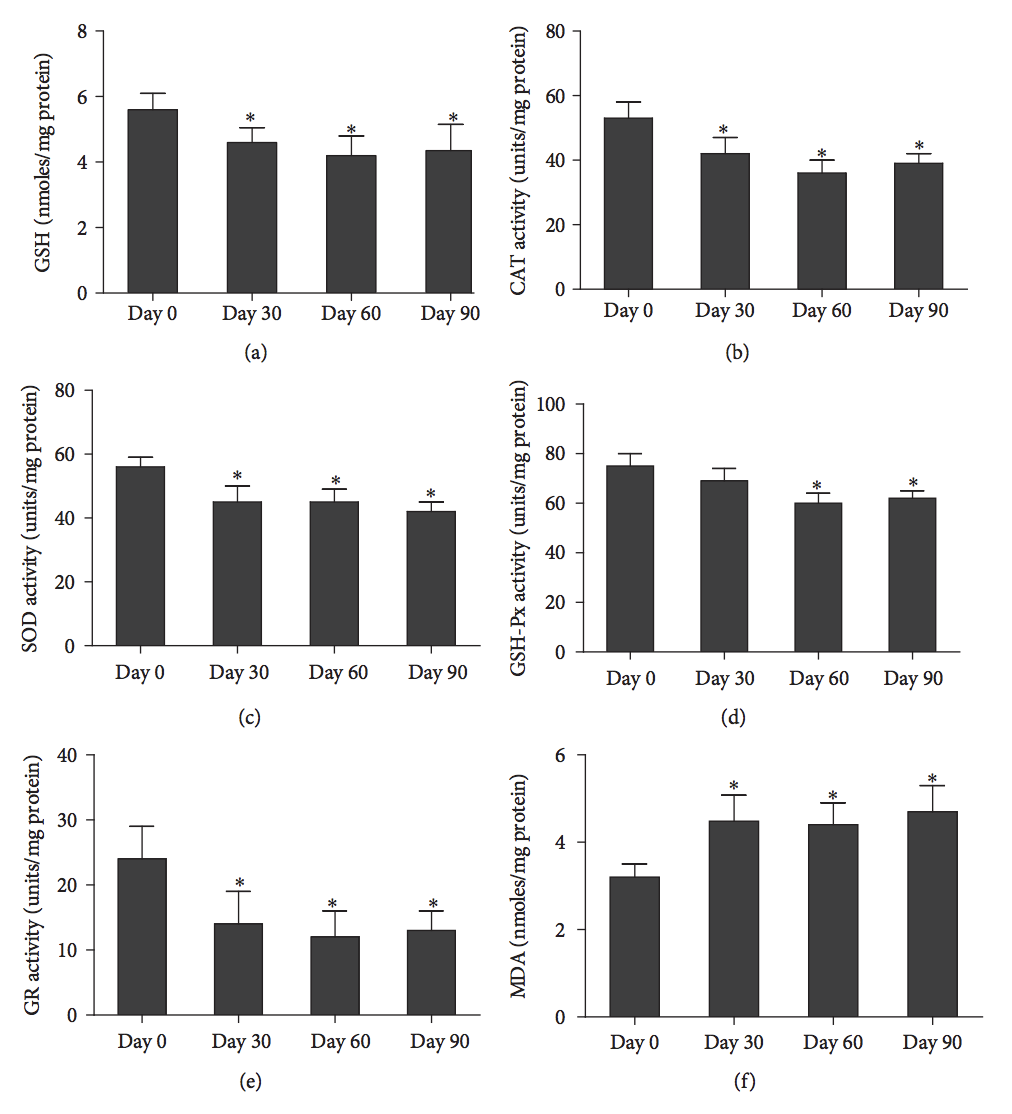 GSH (nmoles/mg protein)
8
6
4
2
0
* * *
Day 0 Day 30 Day 60 Day 90
(a)
CAT activity (units/mg protein)
80
60
40
20
0
* * *
Day 0 Day 30 Day 60 Day 90
(b)
SOD activity (units/mg protein)
80
60
40
20
0
* * *
Day 0 Day 30 Day 60 Day 90
(c)
GSH-Px activity (units/mg protein)
100
80
60
40
20
0
* *
Day 0 Day 30 Day 60 Day 90
(d)
GR activity (units/mg protein)
40
30
20
10
0
* * *
Day 0 Day 30 Day 60 Day 90
(e)
MDA (nmoles/mg protein)
6
4
2
0
* * *
Day 0 Day 30 Day 60 Day 90
(f)